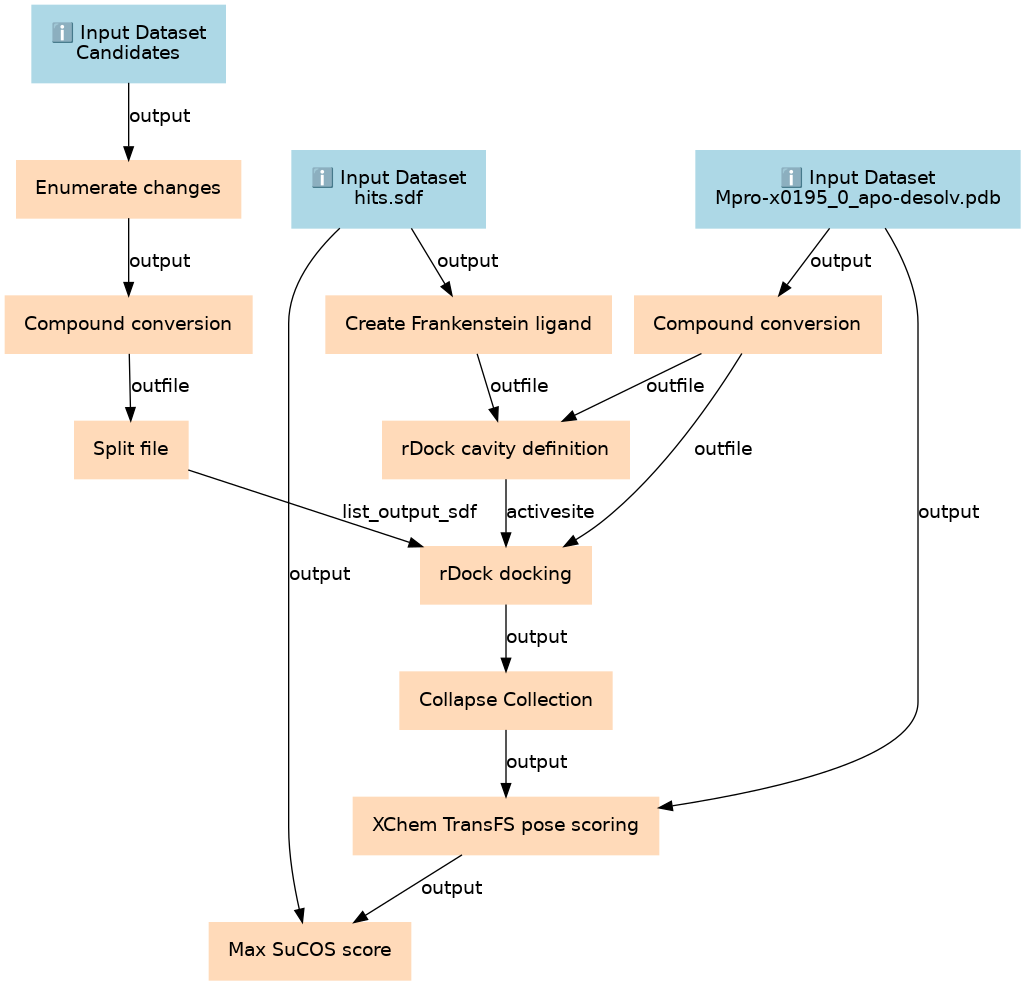 ℹ️ Input Dataset
Candidates
output
Enumerate changes
ℹ️ Input Dataset
hits.sdf
ℹ️ Input Dataset
Mpro-x0195_0_apo-desolv.pdb
output
output
output
Compound conversion
Create Frankenstein ligand
Compound conversion
outfile
outfile
outfile
Split file
rDock cavity definition
outfile
list_output_sdf
activesite
output
output
rDock docking
output
Collapse Collection
output
XChem TransFS pose scoring
output
Max SuCOS score